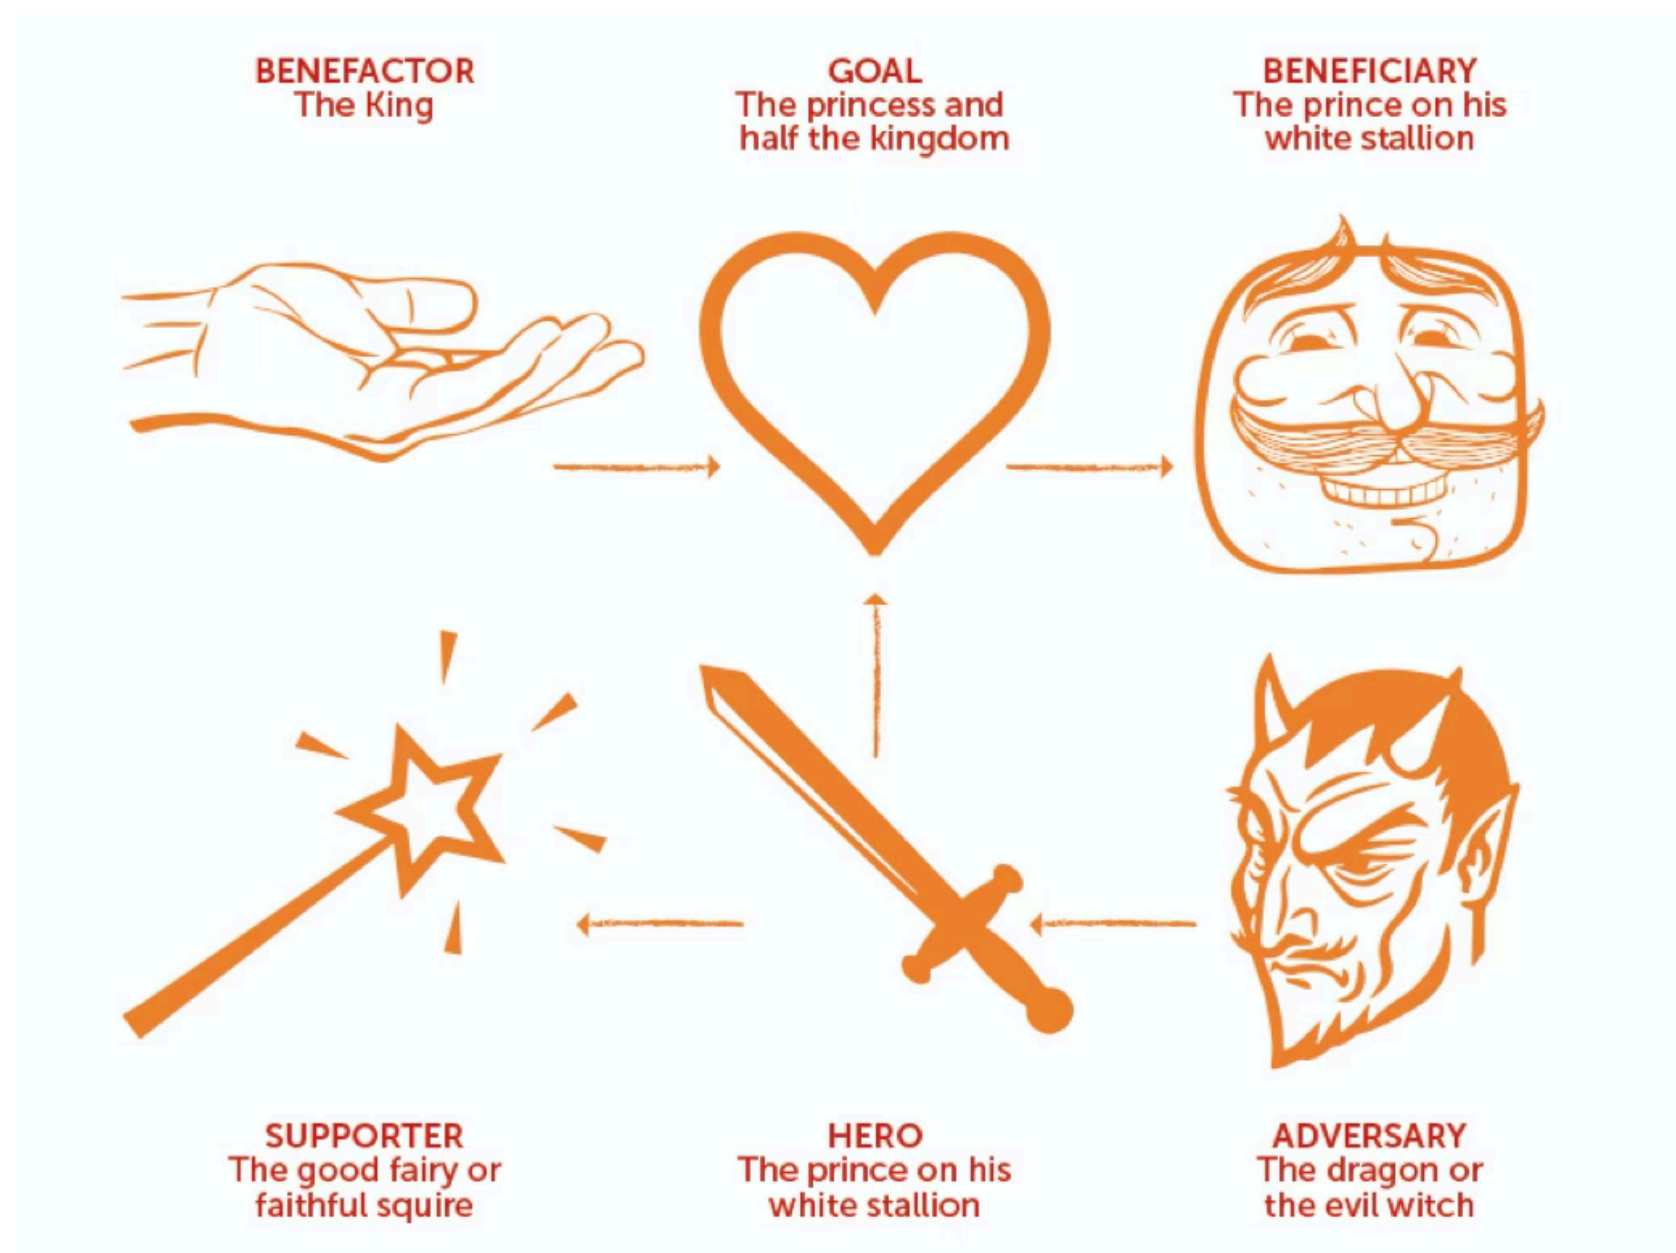 BENEFACTOR
The King
GOAL
The princess and
half the kingdom
BENEFICIARY
The prince on his
white stallion
SUPPORTER
The good fairy or
faithful squire
HERO
The prince on his
white stallion
ADVERSARY
The dragon or
the evil witch